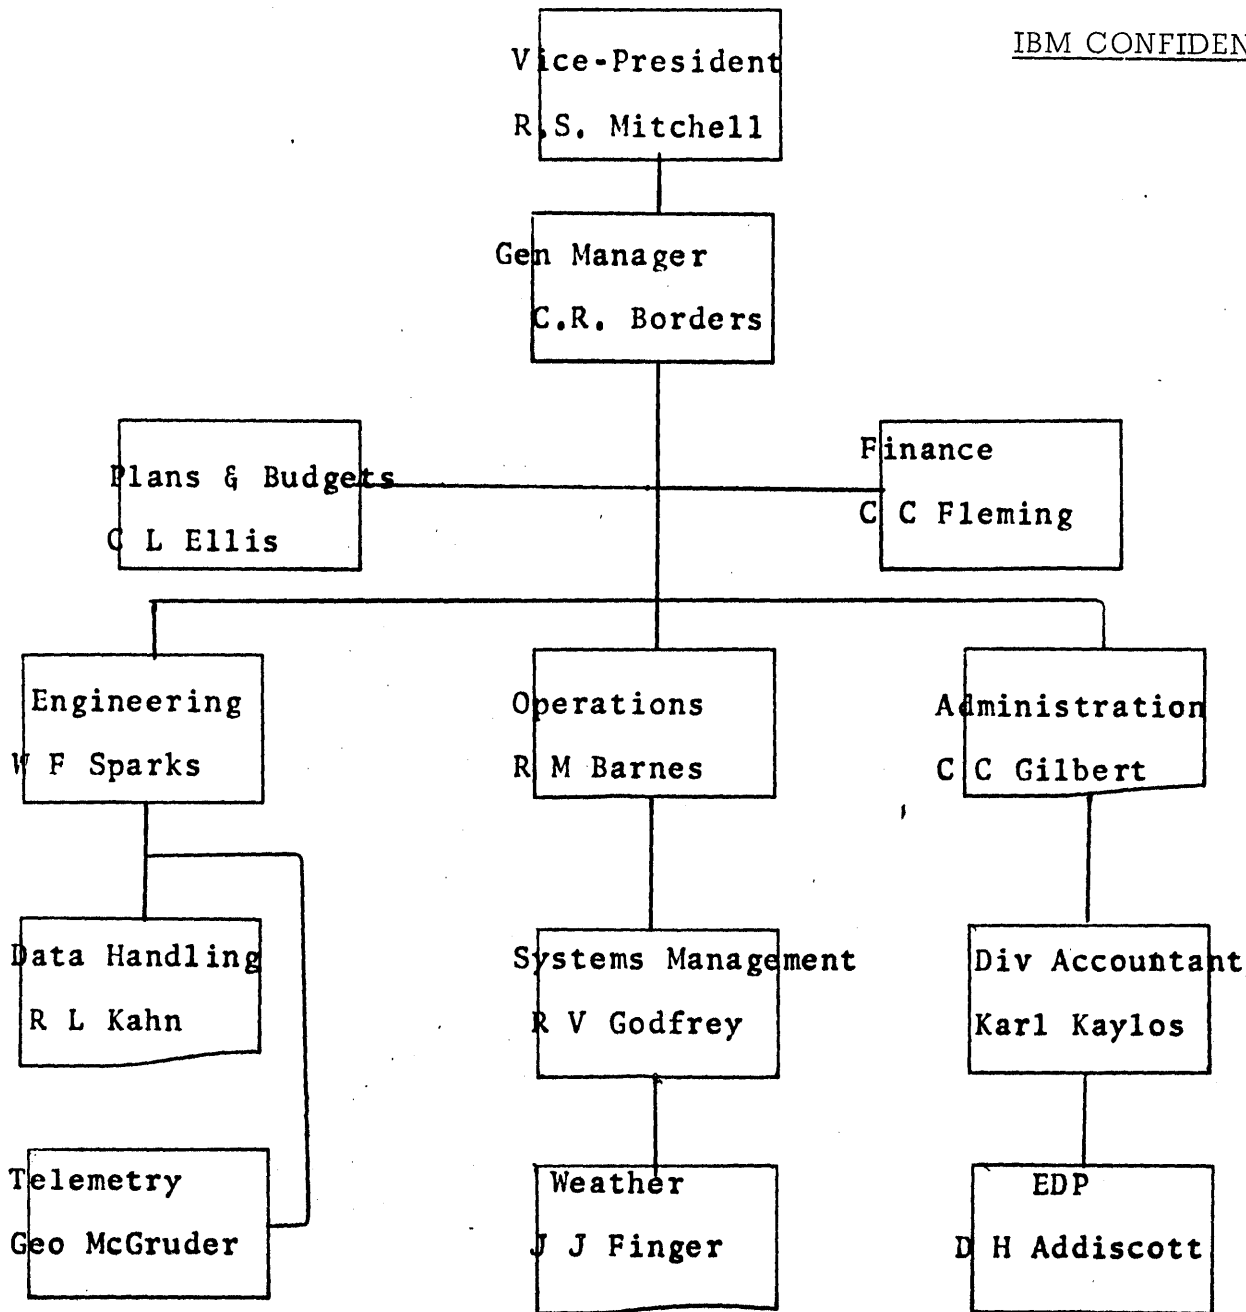 IBM CONFIDEN
Vice-President
R.S. Mitchell
Gen Manager
C.R. Borders
Plans & Budgets
C L Ellis
Finance
C C Fleming
Engineering
W F Sparks
Operations
R M Barnes
Administration
C C Gilbert
Data Handling
R L Kahn
Systems Management
R V Godfrey
Div Accountant
Karl Kaylos
Telemetry
Geo McGruder
Weather
J J Finger
EDP
D H Addiscott